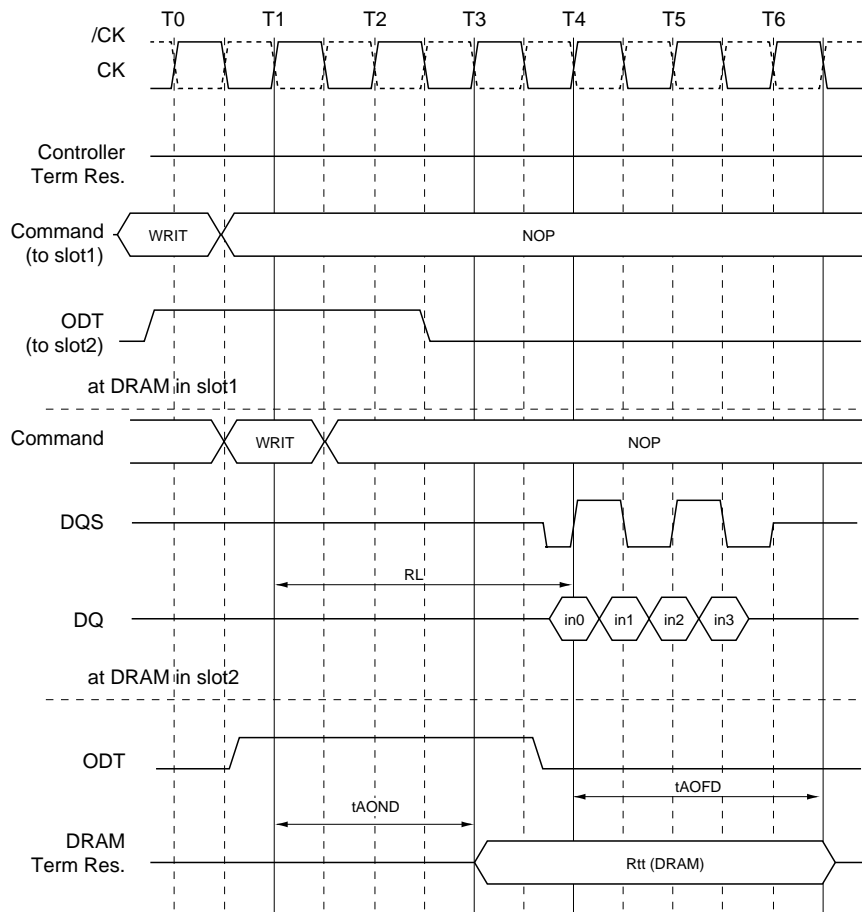 T0 T1 T2 T3 T4 T5 T6
/CK
CK
Controller
Term Res.
Command
(to slot1)
WRIT NOP
ODT
(to slot2)
at DRAM in slot1
Command WRIT NOP
DQS
RL
DQ in0 in1 in2 in3
at DRAM in slot2
ODT
tAOFD
tAOND
DRAM
Term Res.
Rtt (DRAM)